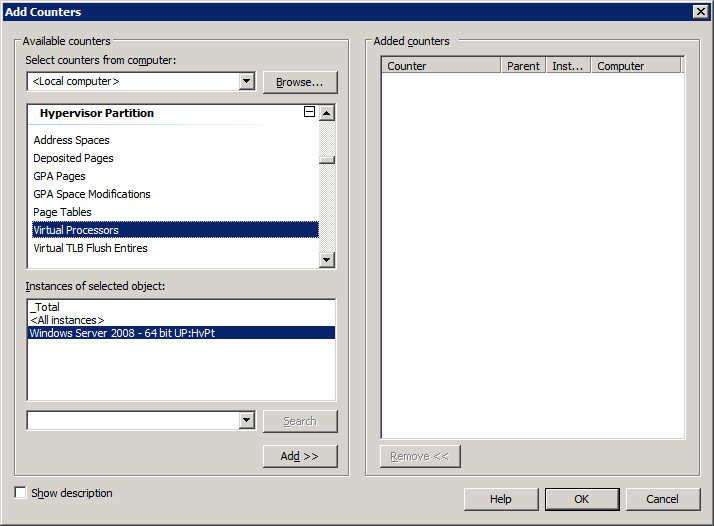 Add Counters
Available counters
Select counters from computer:
<Local computer>
Browse...
Hypervisor Partition
Address Spaces
Deposited Pages
GPA Pages
GPA Space Modifications
Page Tables
Virtual Processors
Virtual TLB Flush Entires
Instances of selected object:
_Total
<All instances>
Windows Server 2008 - 64 bit UP:HvPt
Search
Add >>
Show description
Added counters
Counter Parent Inst... Computer
Remove <<
Help OK Cancel